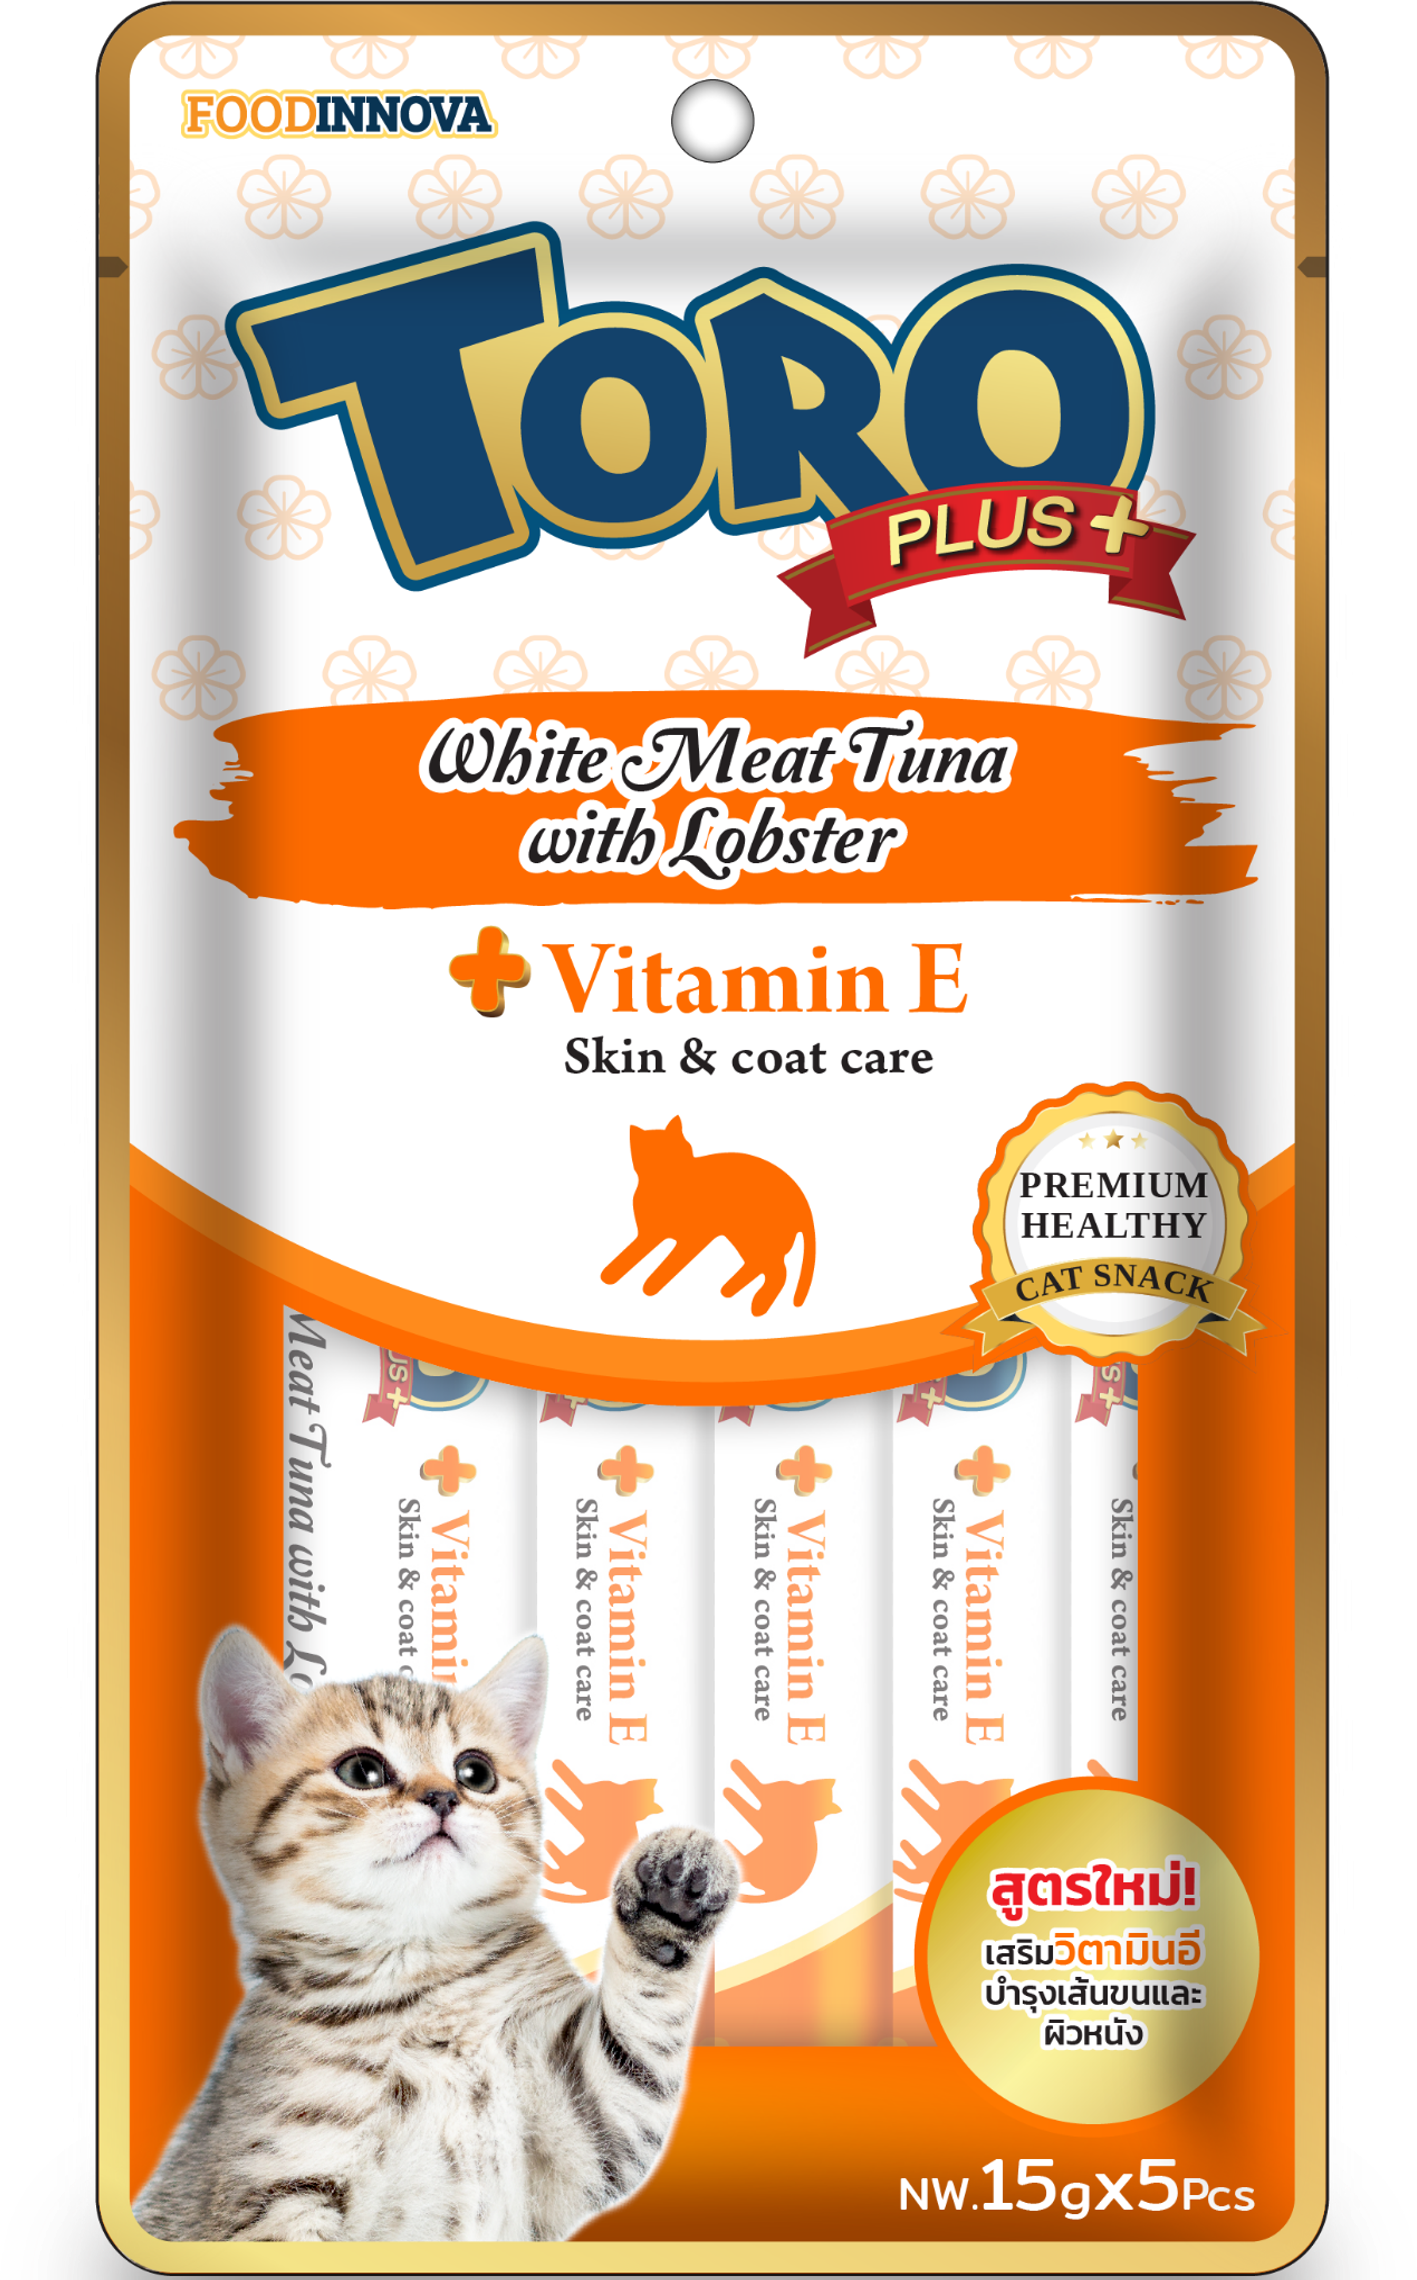 FOODINNOVA
TORO
PLUS+
White Meat Tuna
with Lobster
+ Vitamin E
Skin & coat care
PREMIUM
HEALTHY
CAT SNACK
Meat Tuna with Lo
US+
+ Vitami
Skin & coat c
+ Vitamin E
Skin & coat care
+ Vitamin E
Skin & coat care
+ Vitamin E
Skin & coat care
S+
Skin & coat care
สูตรใหม่!
เสริมวิตามินอี
บำรุงเส้นขนและ
ผิวหนัง
NW.15gx5Pcs